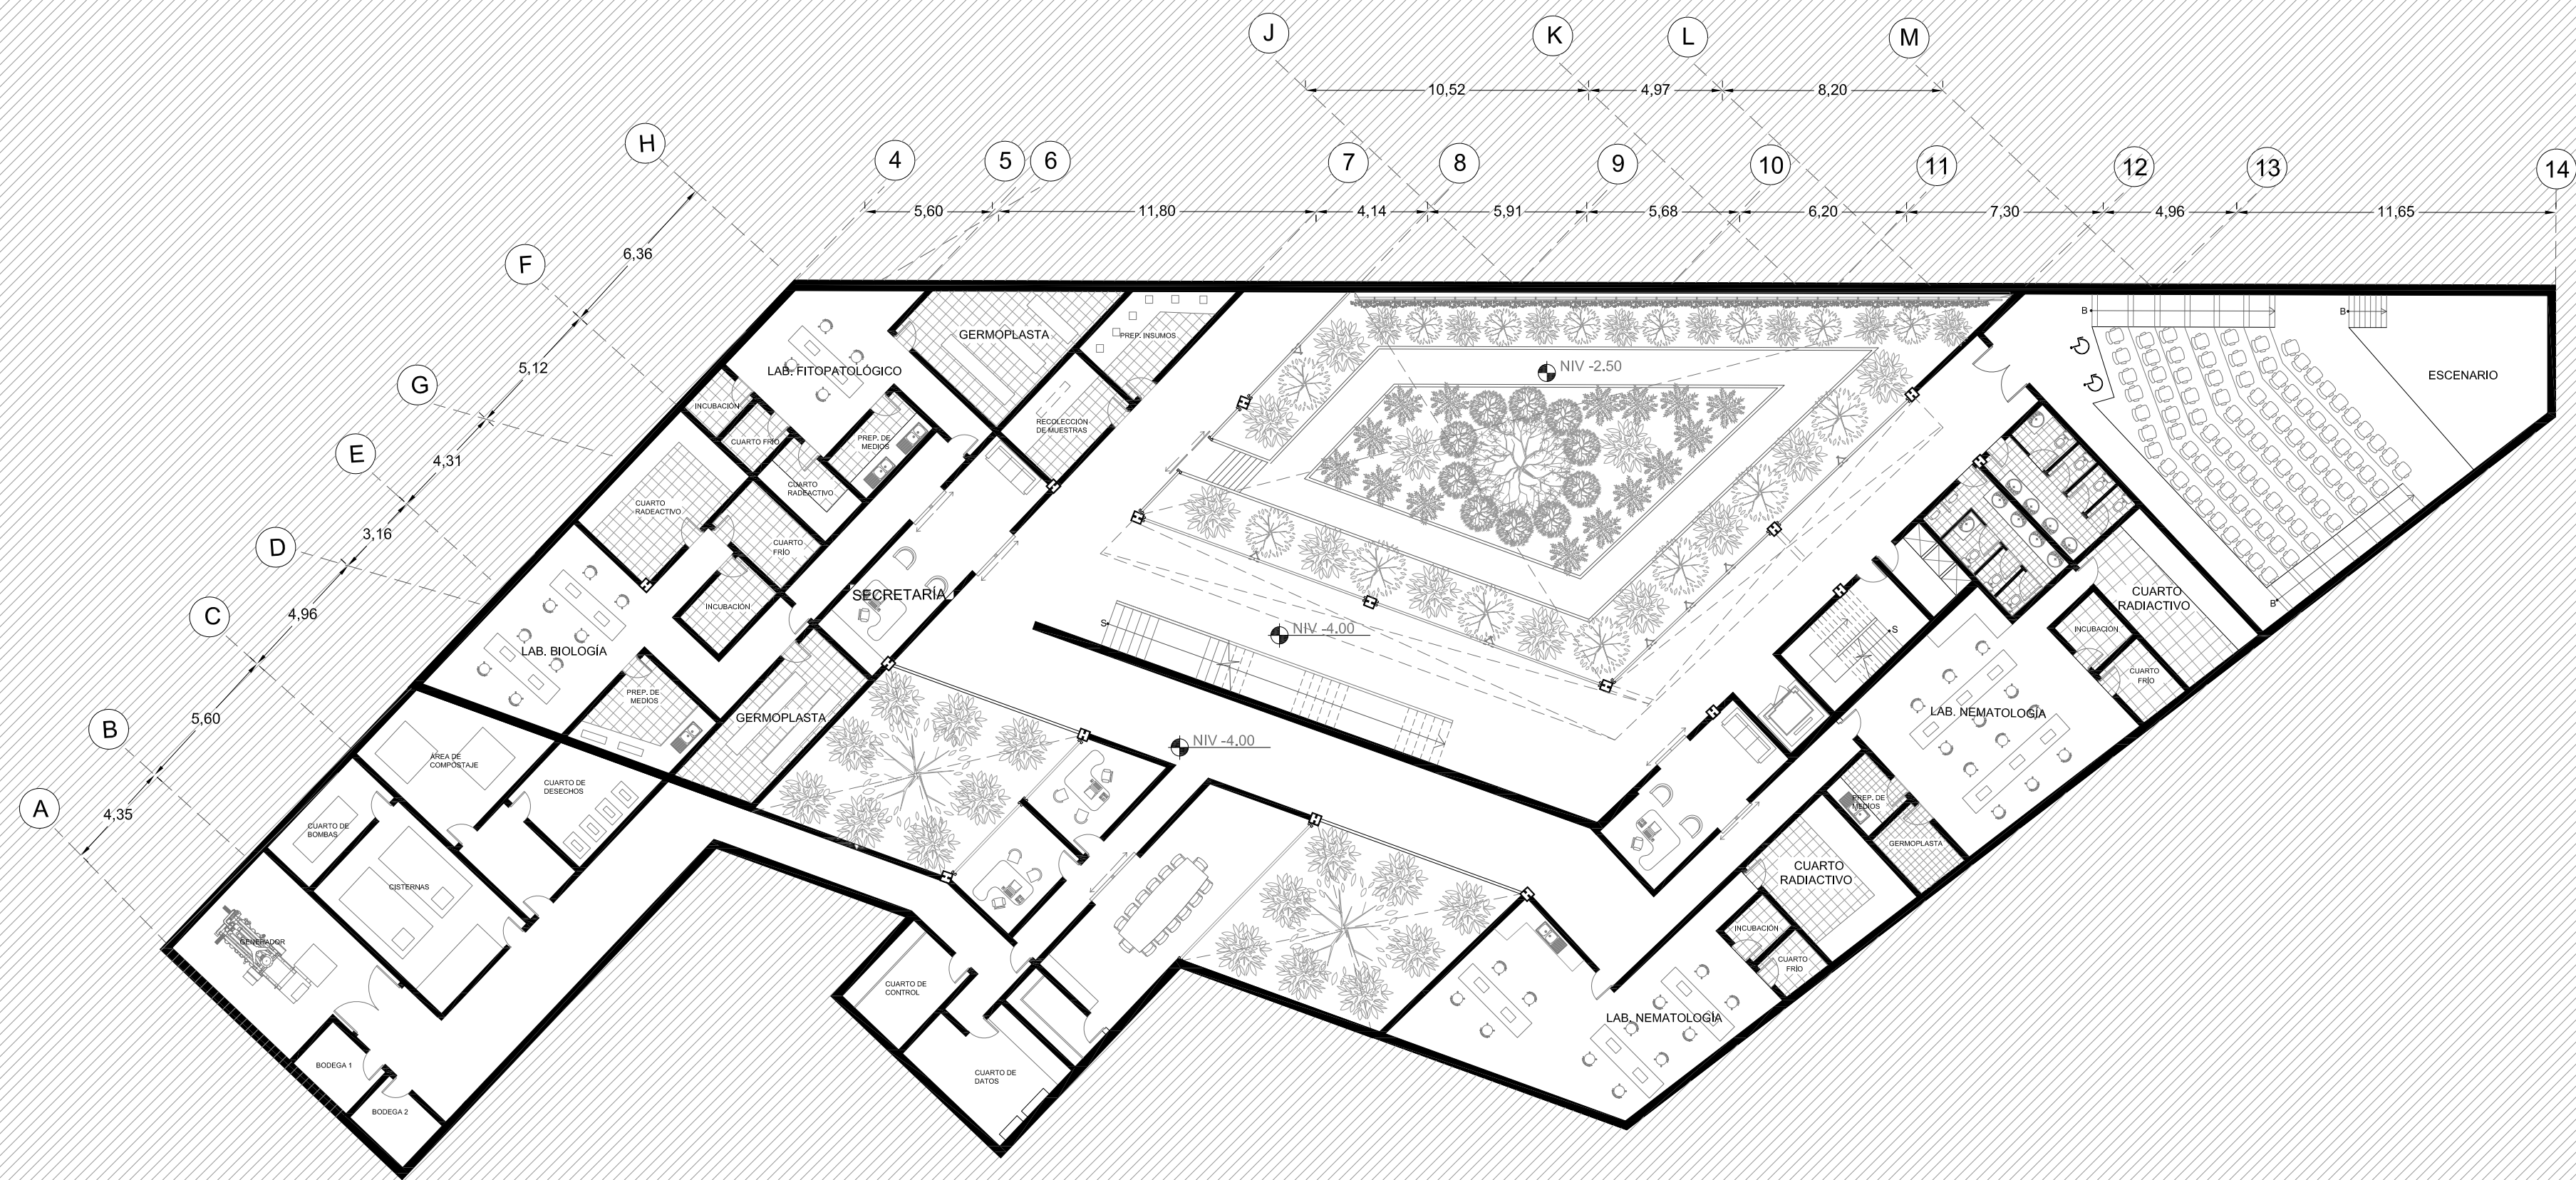 J
K
L
M
10,52
4,97
8,20
H
4
5
6
7
8
9
10
11
12
13
14
5,60
11,80
4,14
5,91
5,68
6,20
7,30
4,96
11,65
F
6,36
G
5,12
E
4,31
D
3,16
C
4,96
B
5,60
A
4,35
B
B
ESCENARIO
B
GERMOPLASTA
PREP. INSUMOS
LAB. FITOPATOLÓGICO
INCUBACIÓN
CUARTO FRÍO
PREP. DE
MEDIOS
RECOLECCIÓN
DE MUESTRAS
CUARTO
RADEACTIVO
CUARTO
RADEACTIVO
CUARTO
FRÍO
INCUBACIÓN
SECRETARÍA
LAB. BIOLOGÍA
PREP. DE
MEDIOS
GERMOPLASTA
NIV -2.50
NIV -4.00
NIV -4.00
S
S
ÁREA DE
COMPOSTAJE
CUARTO DE
DESECHOS
CUARTO DE
BOMBAS
CISTERNAS
GENERADOR
BODEGA 1
BODEGA 2
CUARTO DE
CONTROL
CUARTO DE
DATOS
CUARTO
RADIACTIVO
INCUBACIÓN
CUARTO
FRÍO
LAB. NEMATOLOGÍA
PREP. DE
MEDIOS
GERMOPLASTA
CUARTO
RADIACTIVO
INCUBACIÓN
CUARTO
FRÍO
LAB. NEMATOLOGÍA